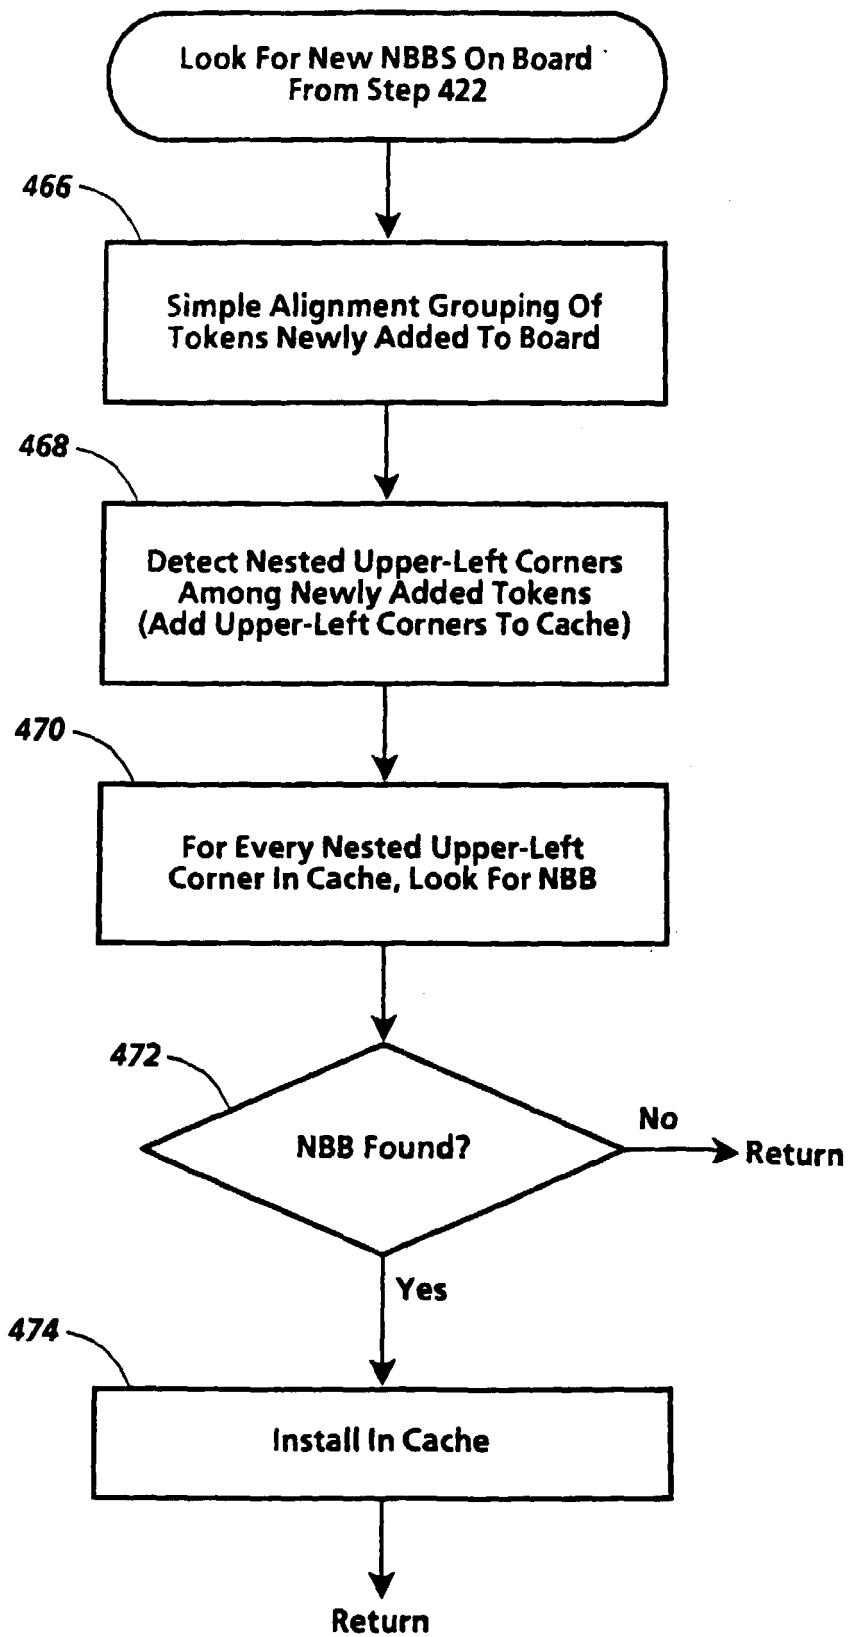 Look For New NBBS On Board
From Step 422
466
Simple Alignment Grouping Of
Tokens Newly Added To Board
468
Detect Nested Upper-Left Corners
Among Newly Added Tokens
(Add Upper-Left Corners To Cache)
470
For Every Nested Upper-Left
Corner In Cache, Look For NBB
472
NBB Found?
No
Return
Yes
474
Install In Cache
Return